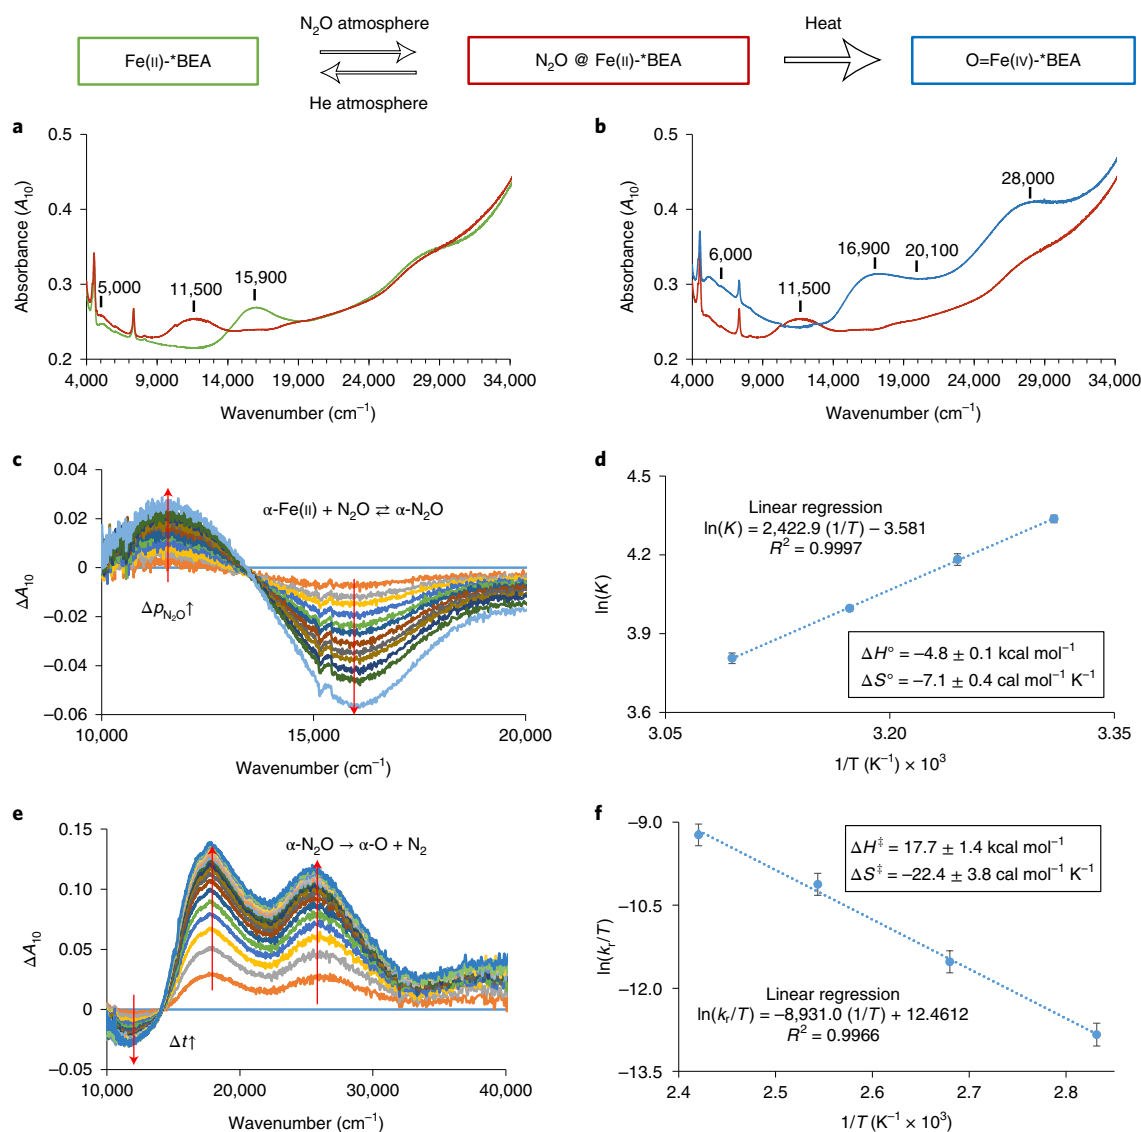 N₂O atmosphere
Heat
Fe(II)-*BEA
N₂O @ Fe(II)-*BEA
O=Fe(IV)-*BEA
He atmosphere
a
0.5
0.4
0.3
0.2
Absorbance (A₁₀)
5,000
11,500
15,900
4,000 9,000 14,000 19,000 24,000 29,000 34,000
Wavenumber (cm⁻¹)
b
0.5
0.4
0.3
0.2
Absorbance (A₁₀)
6,000
11,500
16,900
20,100
28,000
4,000 9,000 14,000 19,000 24,000 29,000 34,000
Wavenumber (cm⁻¹)
c
0.04
0.02
0
−0.02
−0.04
−0.06
ΔA₁₀
α-Fe(II) + N₂O ⇄ α-N₂O
Δp_N₂O↑
10,000 15,000 20,000
Wavenumber (cm⁻¹)
d
4.5
4.2
3.9
3.6
ln(K)
Linear regression
ln(K) = 2,422.9 (1/T) − 3.581
R² = 0.9997
ΔH° = −4.8 ± 0.1 kcal mol⁻¹
ΔS° = −7.1 ± 0.4 cal mol⁻¹ K⁻¹
3.05 3.20 3.35
1/T (K⁻¹) × 10³
e
0.15
0.10
0.05
0
−0.05
ΔA₁₀
α-N₂O → α-O + N₂
Δt↑
10,000 20,000 30,000 40,000
Wavenumber (cm⁻¹)
f
−9.0
−10.5
−12.0
−13.5
ln(kᵣ/T)
ΔH‡ = 17.7 ± 1.4 kcal mol⁻¹
ΔS‡ = −22.4 ± 3.8 cal mol⁻¹ K⁻¹
Linear regression
ln(kᵣ/T) = −8,931.0 (1/T) + 12.4612
R² = 0.9966
2.4 2.5 2.6 2.7 2.8
1/T (K⁻¹ × 10³)